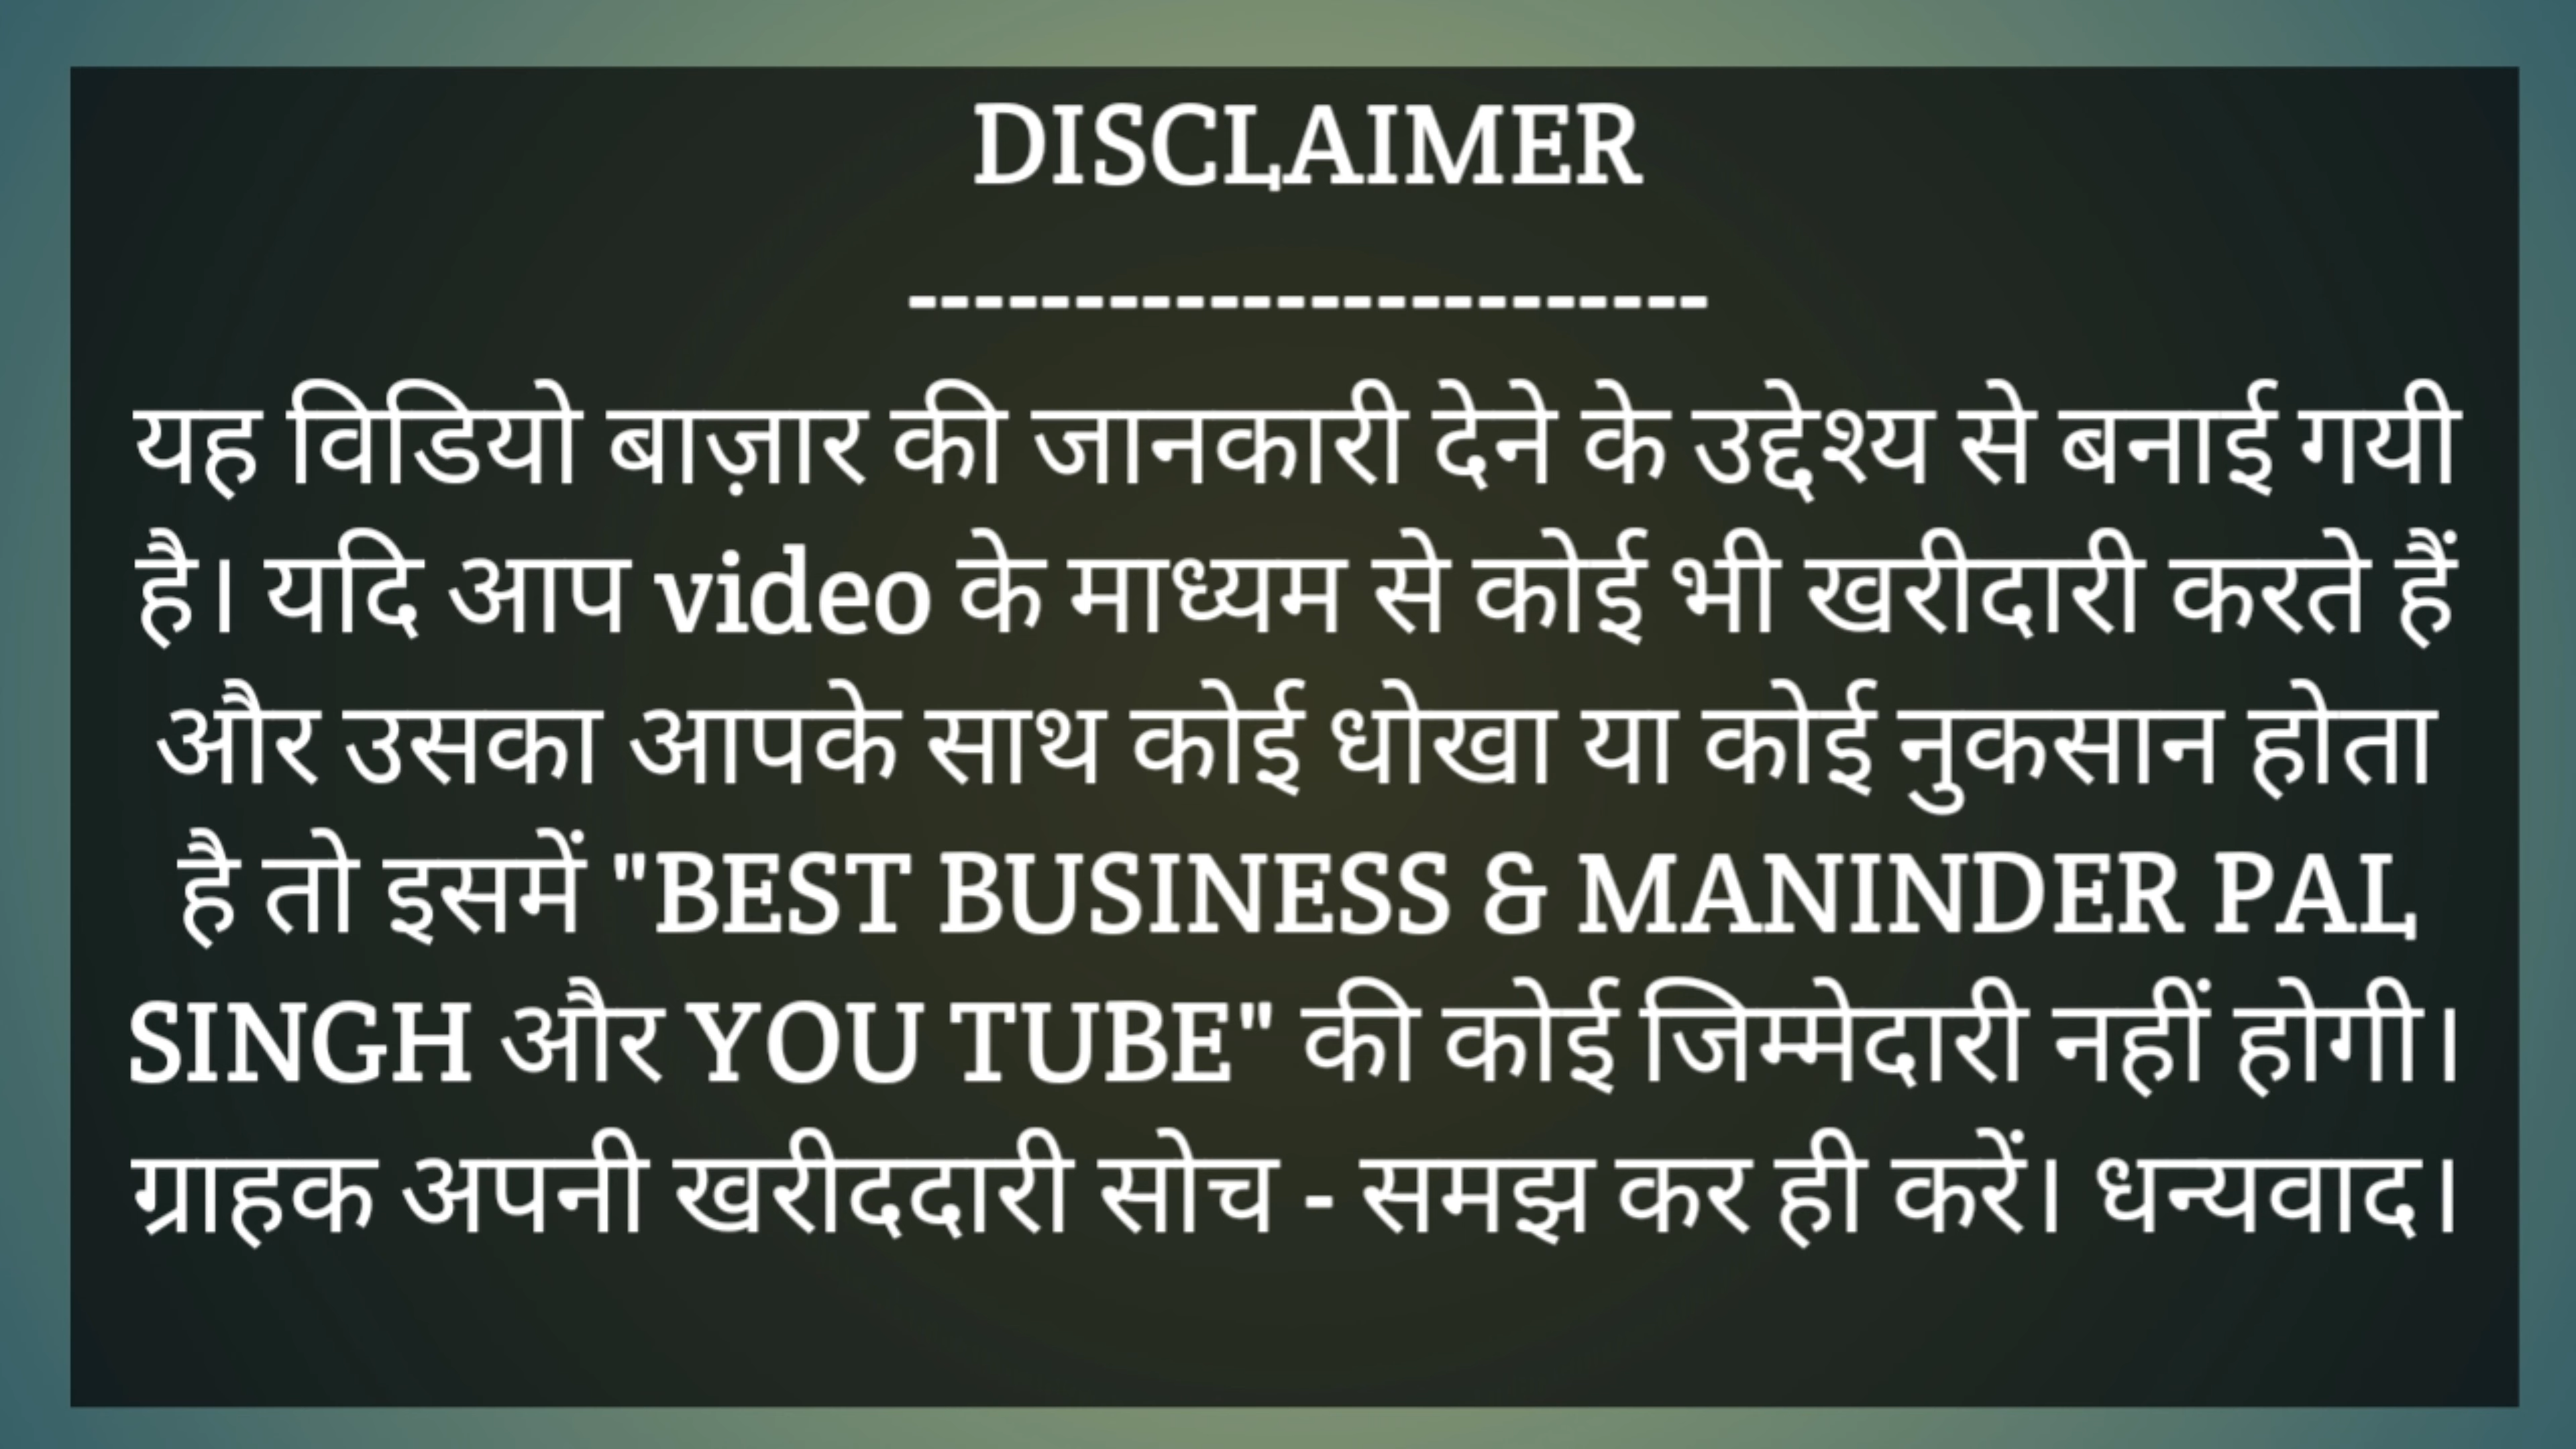 DISCLAIMER
------------------------
यह विडियो बाज़ार की जानकारी देने के उद्देश्य से बनाई गयी
है। यदि आप video के माध्यम से कोई भी खरीदारी करते हैं
और उसका आपके साथ कोई धोखा या कोई नुकसान होता
है तो इसमें "BEST BUSINESS & MANINDER PAL
SINGH और YOU TUBE" की कोई जिम्मेदारी नहीं होगी।
ग्राहक अपनी खरीददारी सोच - समझ कर ही करें। धन्यवाद।